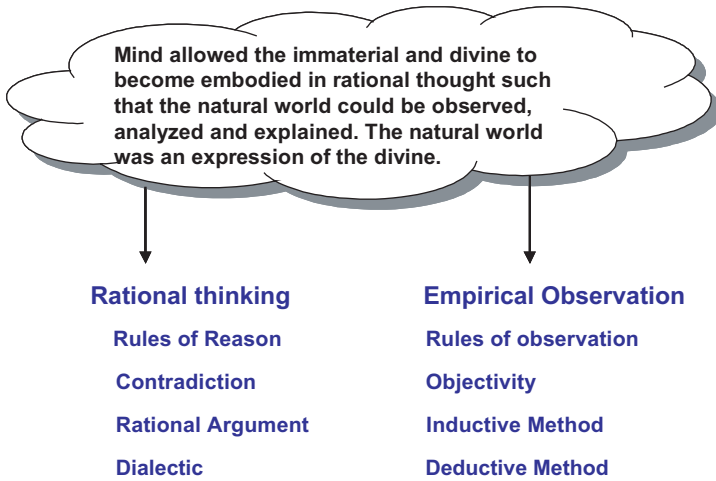 Mind allowed the immaterial and divine to
become embodied in rational thought such
that the natural world could be observed,
analyzed and explained. The natural world
was an expression of the divine.
Rational thinking
Rules of Reason
Contradiction
Rational Argument
Dialectic
Empirical Observation
Rules of observation
Objectivity
Inductive Method
Deductive Method